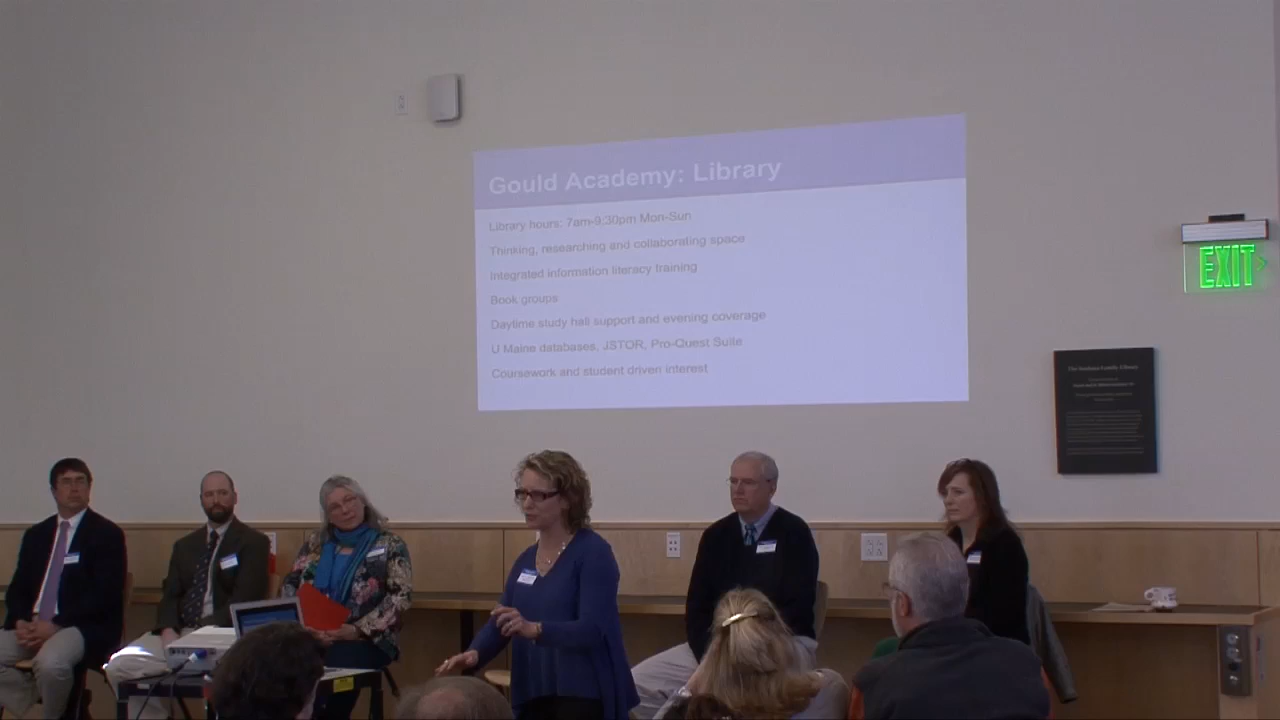 Gould Academy: Library
Library hours: 7am-9:30pm Mon-Sun
Thinking, researching and collaborating space
Integrated information literacy training
Book groups
Daytime study hall support and evening coverage
U Maine databases, JSTOR, Pro-Quest Suite
Coursework and student driven interest
EXIT
Family Library